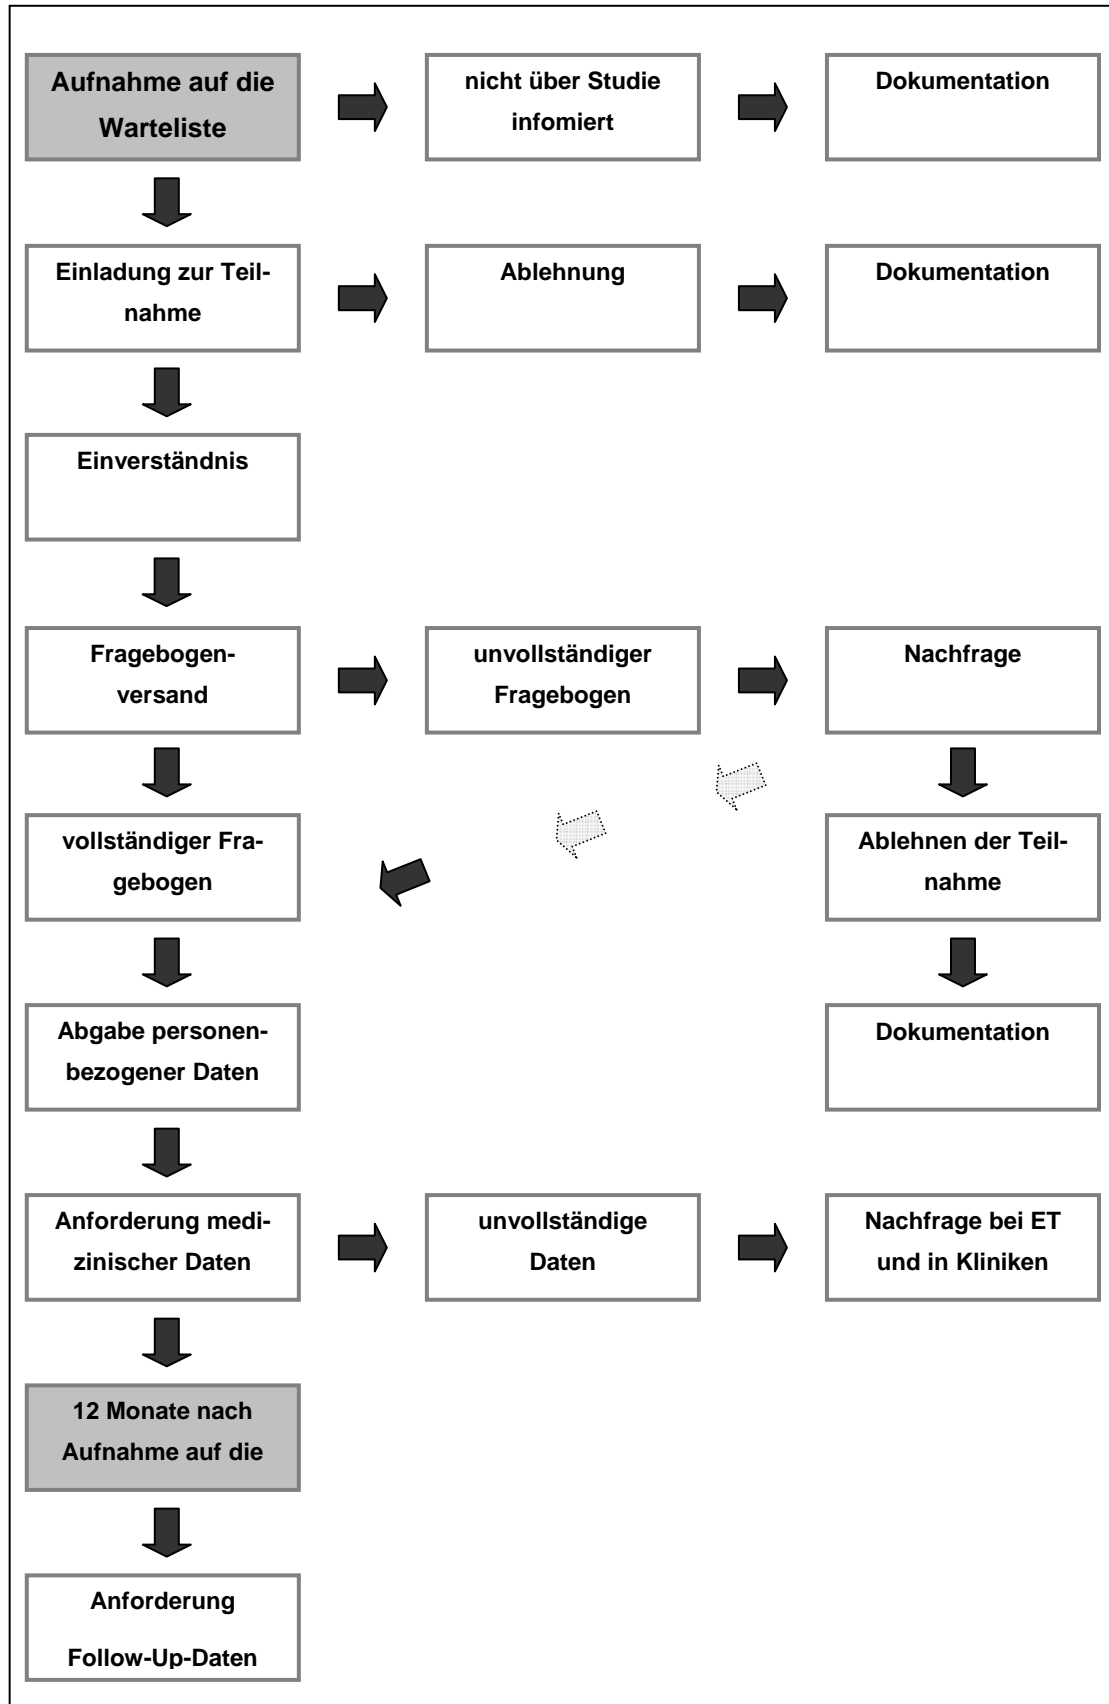 Aufnahme auf die
Warteliste
nicht über Studie
infomiert
Dokumentation
Einladung zur Teil-
nahme
Ablehnung
Dokumentation
Einverständnis
Fragebogen-
versand
unvollständiger
Fragebogen
Nachfrage
vollständiger Fra-
gebogen
Ablehnen der Teil-
nahme
Abgabe personen-
bezogener Daten
Dokumentation
Anforderung medi-
zinischer Daten
unvollständige
Daten
Nachfrage bei ET
und in Kliniken
12 Monate nach
Aufnahme auf die
Anforderung
Follow-Up-Daten